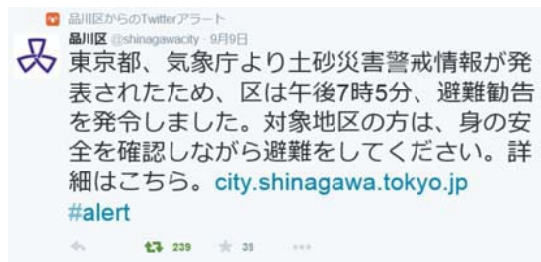 品川区からのTwitterアラート
品川区 @shinagawacity・9月9日
東京都、気象庁より土砂災害警戒情報が発
表されたため、区は午後7時5分、避難勧告
を発令しました。対象地区の方は、身の安
全を確認しながら避難をしてください。詳
細はこちら。city.shinagawa.tokyo.jp
#alert
239 39